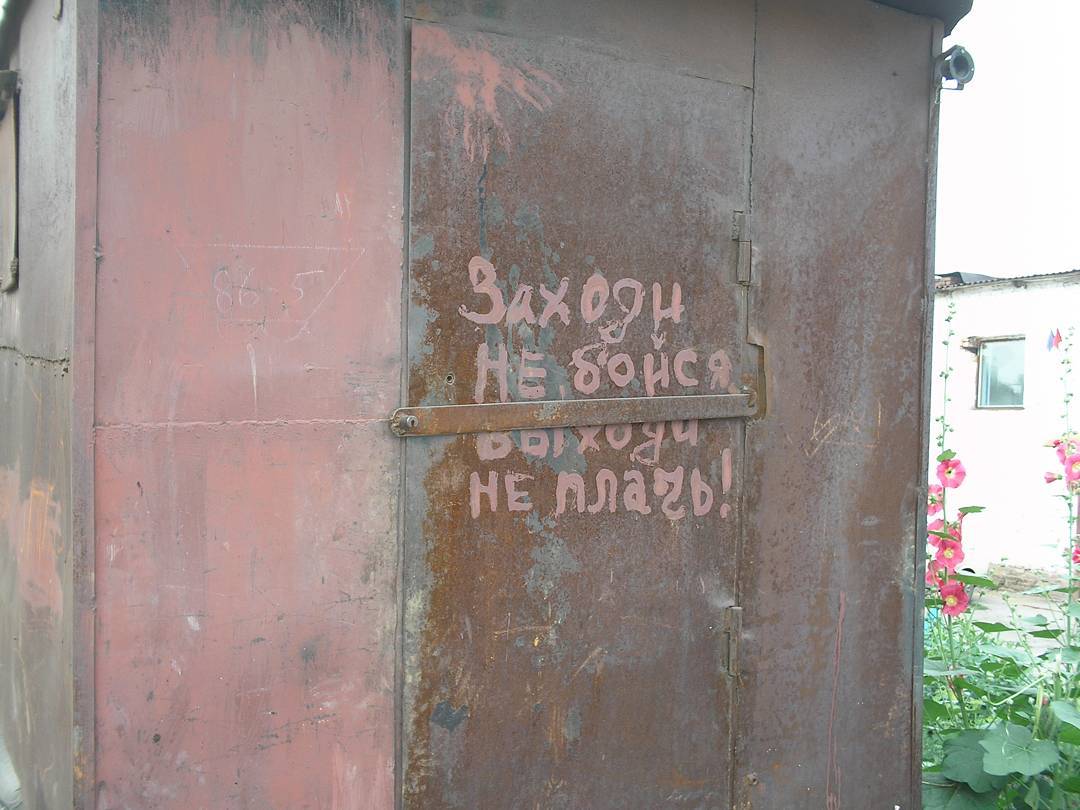 Заходи
не бойся
выходи
не плачь!